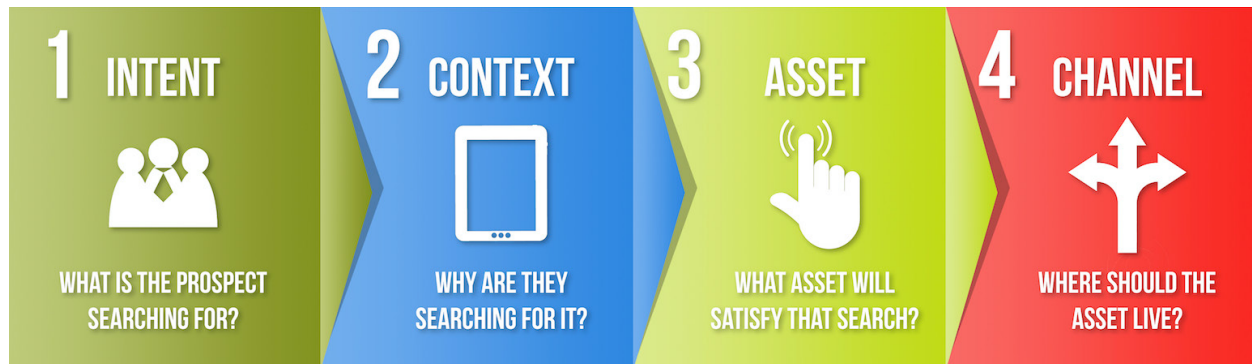 1 INTENT
WHAT IS THE PROSPECT
SEARCHING FOR?
2 CONTEXT
WHY ARE THEY
SEARCHING FOR IT?
3 ASSET
WHAT ASSET WILL
SATISFY THAT SEARCH?
4 CHANNEL
WHERE SHOULD THE
ASSET LIVE?